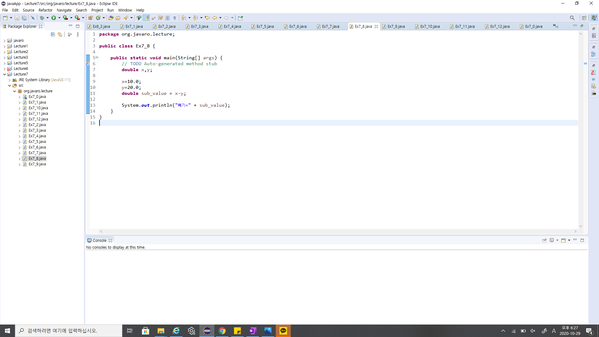 javaApp - Lecture7/src/org.javaro.lecture/Ex7_8.java - Eclipse IDE
File Edit Source Refactor Navigate Search Project Run Window Help
Package Explorer
javaro
Lecture1
Lecture2
Lecture3
Lecture5
Lecture6
Lecture7
JRE System Library
src
org.javaro.lecture
Ex7_0.java
Ex7_1.java
Ex7_10.java
Ex7_11.java
Ex7_12.java
Ex7_2.java
Ex7_3.java
Ex7_4.java
Ex7_5.java
Ex7_6.java
Ex7_7.java
Ex7_8.java
Ex7_9.java
Ex7_1.java Ex7_2.java Ex7_3.java Ex7_4.java Ex7_5.java Ex7_6.java Ex7_7.java Ex7_8.java Ex7_9.java Ex7_10.java Ex7_11.java Ex7_12.java Ex7_0.java
1 package org.javaro.lecture;
2
3 public class Ex7_8 {
4
5 public static void main(String[] args) {
6 // TODO Auto-generated method stub
7 double x,y;
8
9 x=10.0;
10 y=20.0;
11 double sub_value = x-y;
12
13 System.out.println("빼기=" + sub_value);
14 }
15 }
16
Console
No consoles to display at this time.
검색하려면 여기에 입력하십시오.
A
오후 6:27
2020-10-29